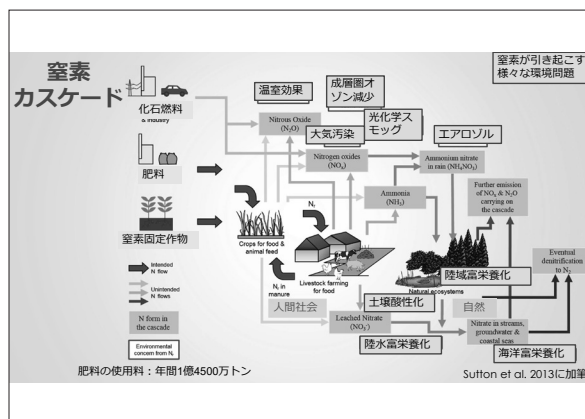 窒素
カスケード
窒素が引き起こす
様々な環境問題
化石燃料
& industry
肥料
窒素固定作物
温室効果
成層圏オ
ゾン減少
大気汚染
光化学ス
モッグ
エアロゾル
Nitrous Oxide
(N₂O)
Nitrogen oxides
(NOₓ)
Ammonium nitrate
in rain (NH₄NO₃)
Ammonia
(NH₃)
Further emission
of NOₓ & N₂O
carrying on
the cascade
Eventual
denitrification
to N₂
Crops for food &
animal feed
Nᵣ
Livestock farming
for food
Nᵣ in
manure
人間社会
土壌酸性化
陸域富栄養化
Natural ecosystems
自然
Leached Nitrate
(NO₃⁻)
陸水富栄養化
Nitrate in streams,
groundwater &
coastal seas
海洋富栄養化
Intended
N flow
Unintended
N flows
N form in
the cascade
Environmental
concern from Nᵣ
肥料の使用料：年間1億4500万トン
Sutton et al. 2013に加筆